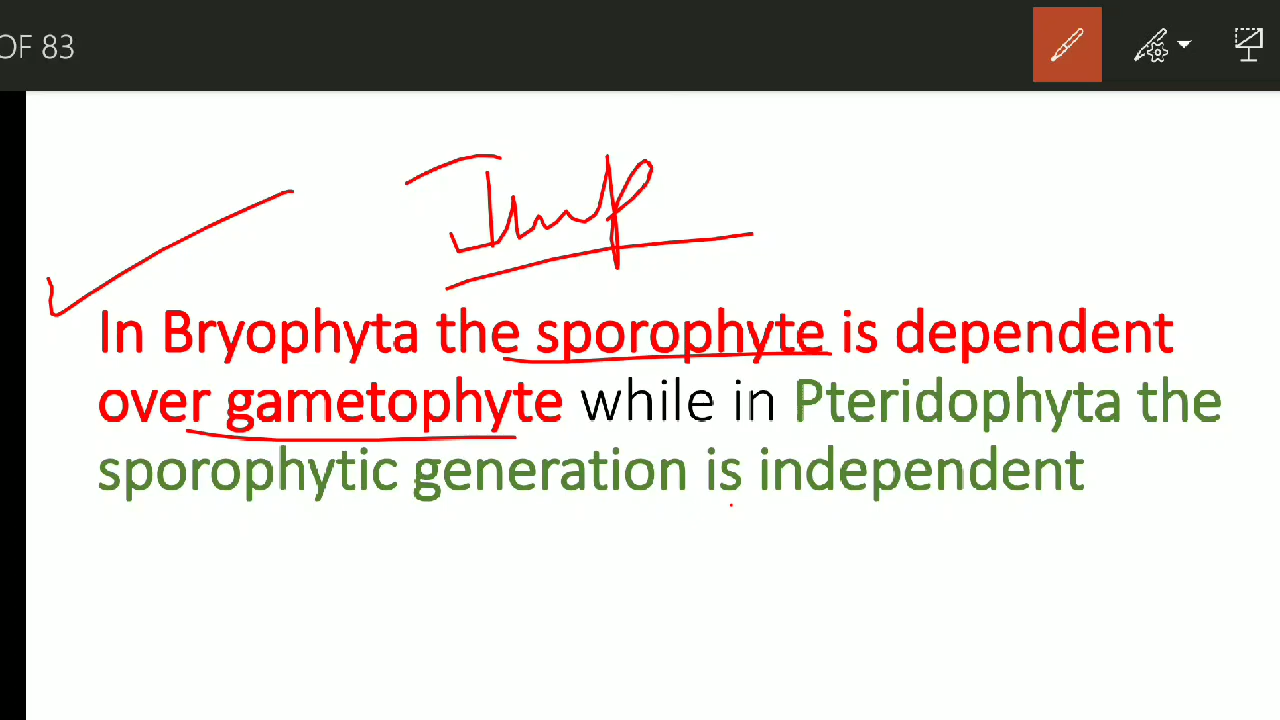 OF 83
Imp
In Bryophyta the sporophyte is dependent
over gametophyte while in Pteridophyta the
sporophytic generation is independent